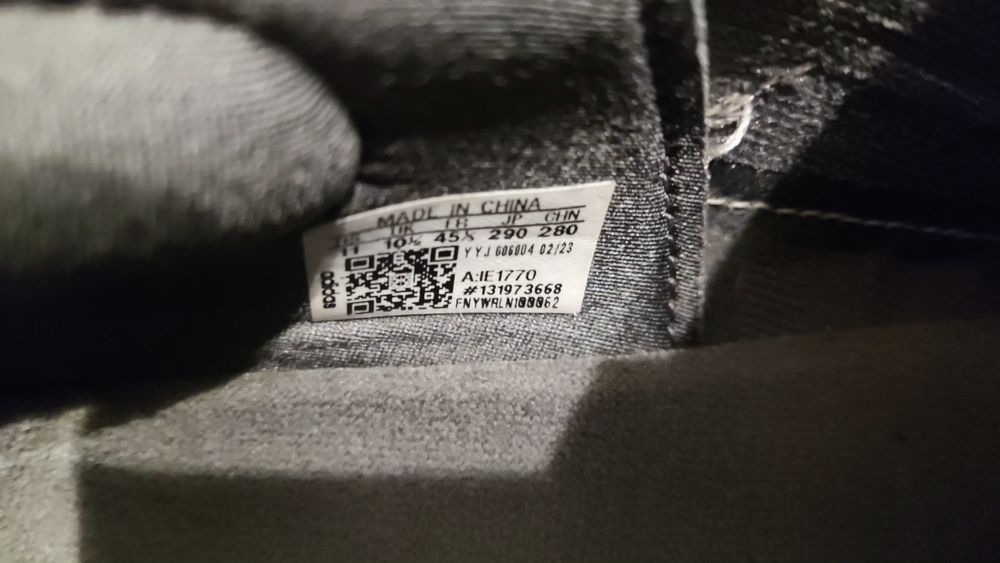 MADE IN CHINA
US UK FR JP CHN
11 10½ 45⅓ 290 280
YYJ 606004 02/23
A:IE1770
#131973668